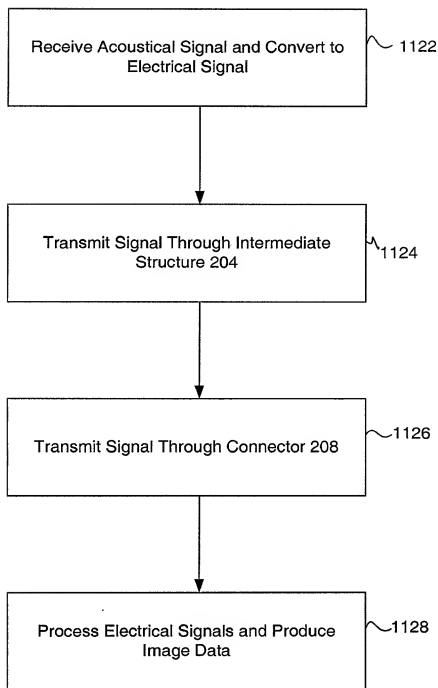 Receive Acoustical Signal and Convert to
Electrical Signal
1122
Transmit Signal Through Intermediate
Structure 204
1124
Transmit Signal Through Connector 208
1126
Process Electrical Signals and Produce
Image Data
1128